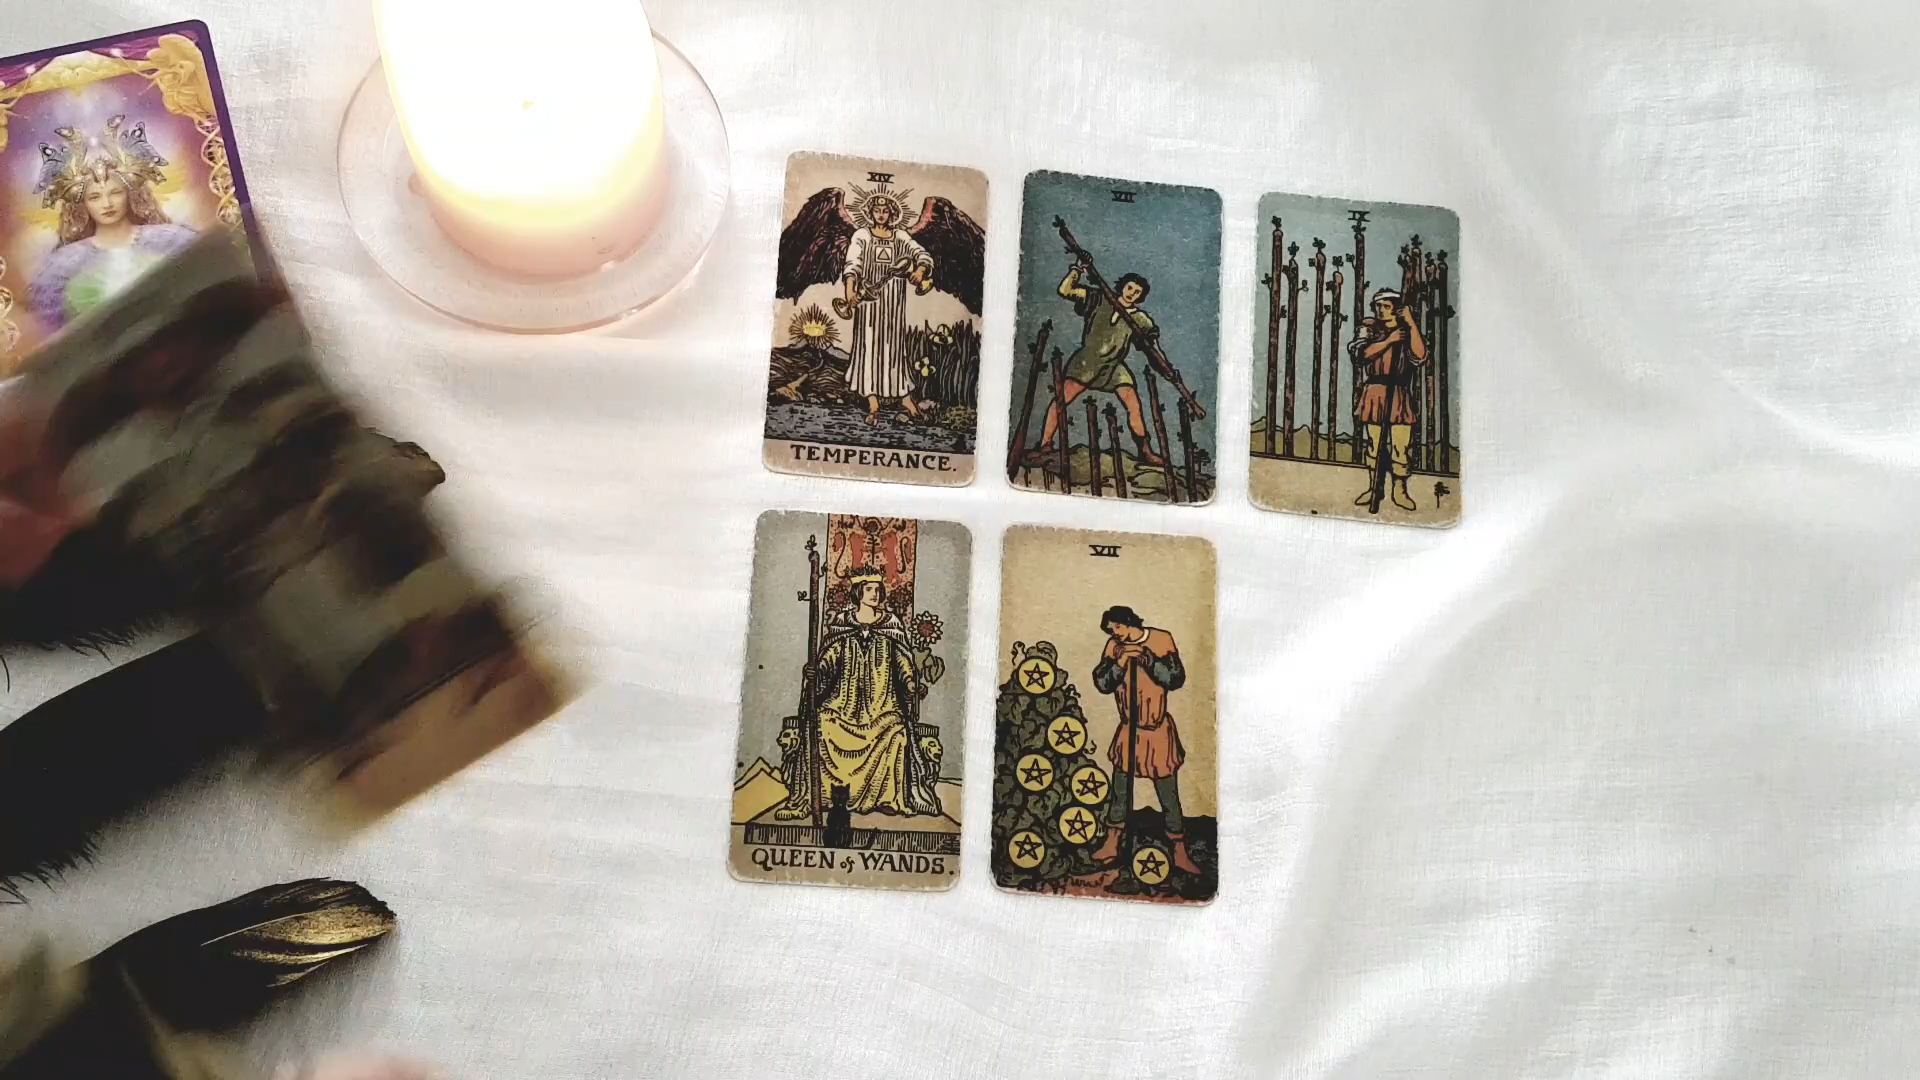 XIV
TEMPERANCE.
VII
IX
QUEEN of WANDS.
VII